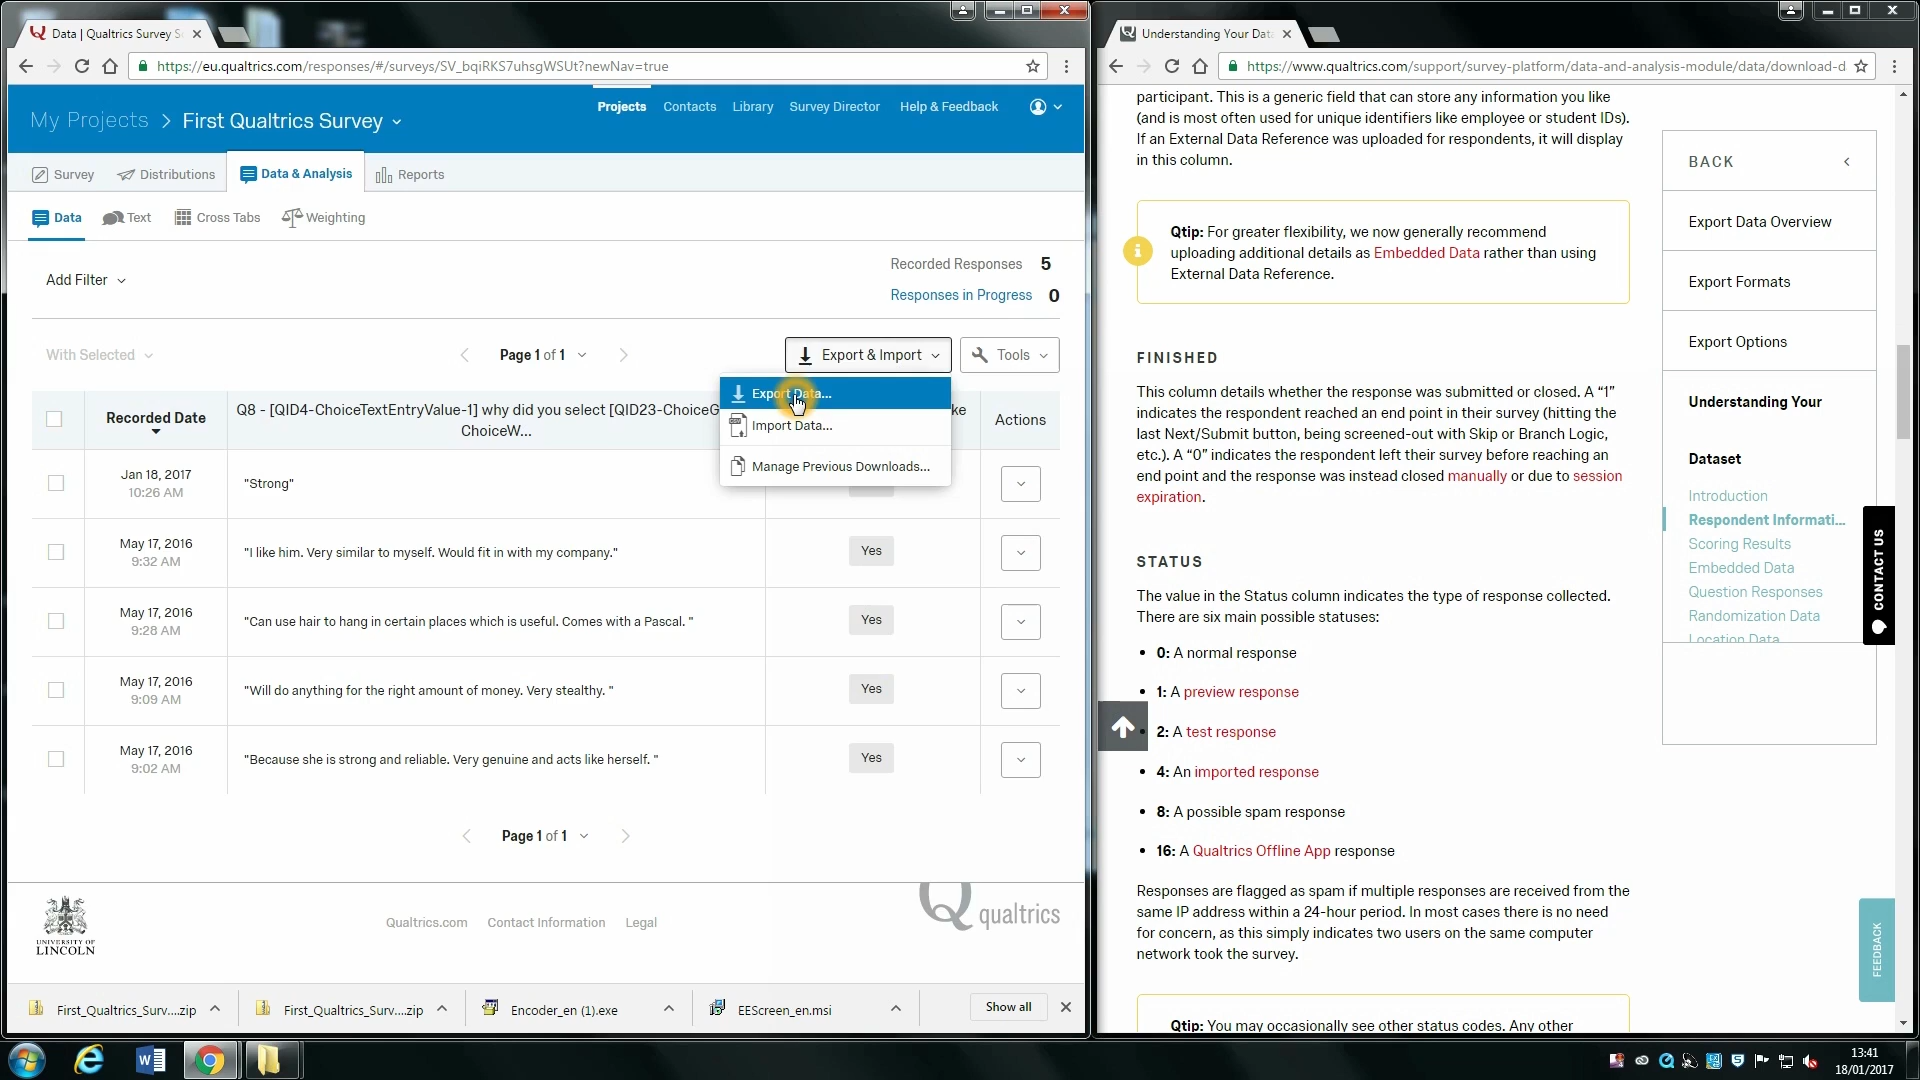 Data | Qualtrics Survey S
https://eu.qualtrics.com/responses/#/surveys/SV_bqiRKS7uhsgWSUt?newNav=true
My Projects > First Qualtrics Survey
Projects
Contacts
Library
Survey Director
Help & Feedback
Survey
Distributions
Data & Analysis
Reports
Data
Text
Cross Tabs
Weighting
Add Filter
Recorded Responses 5
Responses in Progress 0
With Selected
Page 1 of 1
Export & Import
Tools
Export Data...
Import Data...
Manage Previous Downloads...
Recorded Date
Q8 - [QID4-ChoiceTextEntryValue-1] why did you select [QID23-ChoiceG
ChoiceW...
ke
Actions
Jan 18, 2017
10:26 AM
"Strong"
May 17, 2016
9:32 AM
"I like him. Very similar to myself. Would fit in with my company."
Yes
May 17, 2016
9:28 AM
"Can use hair to hang in certain places which is useful. Comes with a Pascal. "
Yes
May 17, 2016
9:09 AM
"Will do anything for the right amount of money. Very stealthy. "
Yes
May 17, 2016
9:02 AM
"Because she is strong and reliable. Very genuine and acts like herself. "
Yes
Page 1 of 1
UNIVERSITY OF
LINCOLN
Qualtrics.com
Contact Information
Legal
qualtrics
First_Qualtrics_Surv....zip
First_Qualtrics_Surv....zip
Encoder_en (1).exe
EEScreen_en.msi
Show all
Understanding Your Data
https://www.qualtrics.com/support/survey-platform/data-and-analysis-module/data/download-d
participant. This is a generic field that can store any information you like
(and is most often used for unique identifiers like employee or student IDs).
If an External Data Reference was uploaded for respondents, it will display
in this column.
Qtip: For greater flexibility, we now generally recommend
uploading additional details as Embedded Data rather than using
External Data Reference.
FINISHED
This column details whether the response was submitted or closed. A “1”
indicates the respondent reached an end point in their survey (hitting the
last Next/Submit button, being screened-out with Skip or Branch Logic,
etc.). A “0” indicates the respondent left their survey before reaching an
end point and the response was instead closed manually or due to session
expiration.
STATUS
The value in the Status column indicates the type of response collected.
There are six main possible statuses:
• 0: A normal response
• 1: A preview response
• 2: A test response
• 4: An imported response
• 8: A possible spam response
• 16: A Qualtrics Offline App response
Responses are flagged as spam if multiple responses are received from the
same IP address within a 24-hour period. In most cases there is no need
for concern, as this simply indicates two users on the same computer
network took the survey.
Qtip: You may occasionally see other status codes. Any other
BACK
Export Data Overview
Export Formats
Export Options
Understanding Your
Dataset
Introduction
Respondent Informati...
Scoring Results
Embedded Data
Question Responses
Randomization Data
Location Data
CONTACT US
FEEDBACK
13:41
18/01/2017